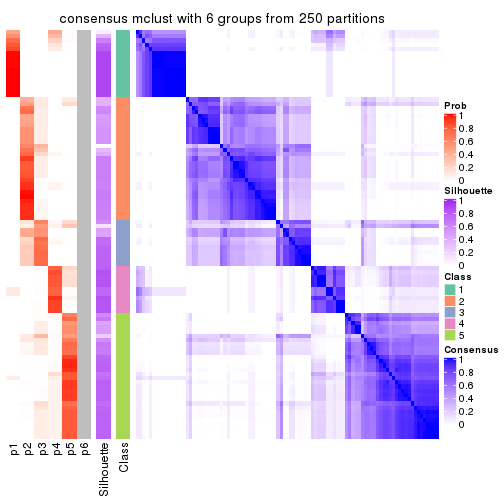 consensus mclust with 6 groups from 250 partitions
Prob
1
0.8
0.6
0.4
0.2
0
Silhouette
1
0.8
0.6
0.4
0.2
0
Class
1
2
3
4
5
Consensus
1
0.8
0.6
0.4
0.2
0
p1
p2
p3
p4
p5
p6
Silhouette
Class